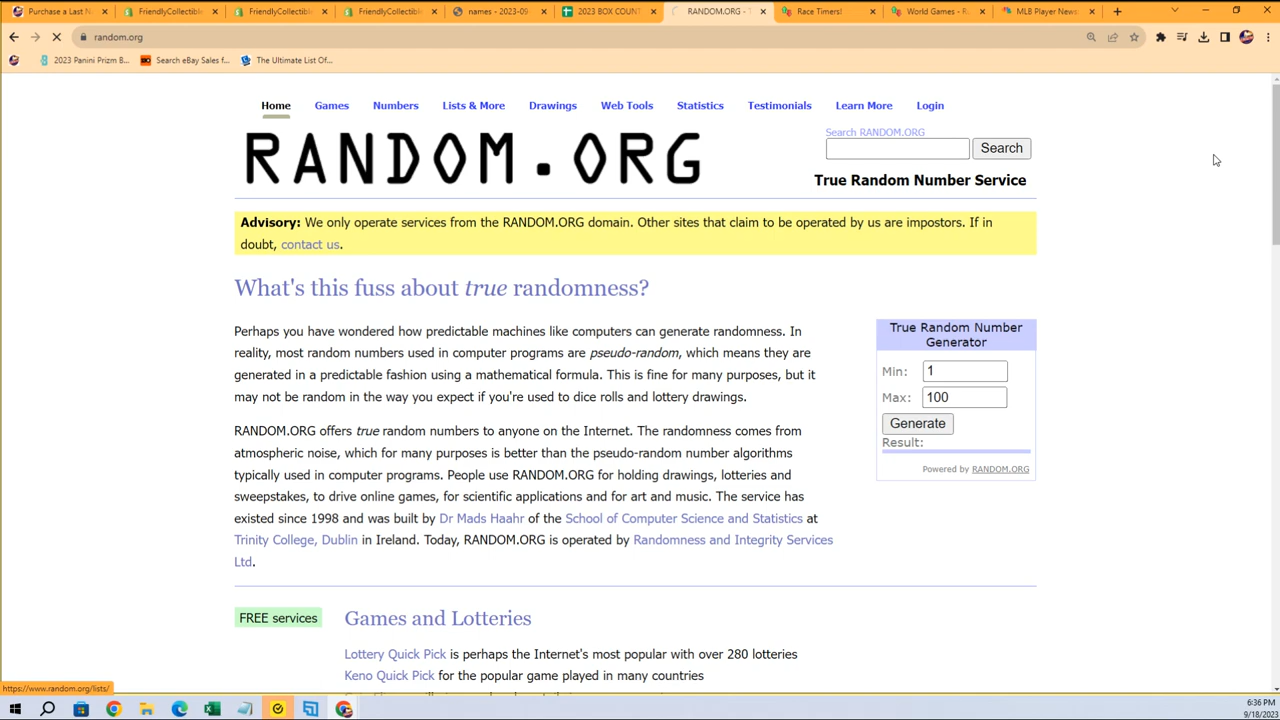 Purchase a Last N
FriendlyCollectible
FriendlyCollectible
FriendlyCollectible
names - 2023-09
2023 BOX COUNT
RANDOM.ORG - T
Race Timers!
World Games - R
MLB Player News
random.org
2023 Panini Prizm B...
Search eBay Sales f...
The Ultimate List Of...
Home
Games
Numbers
Lists & More
Drawings
Web Tools
Statistics
Testimonials
Learn More
Login
RANDOM.ORG
Search RANDOM.ORG
Search
True Random Number Service
Advisory: We only operate services from the RANDOM.ORG domain. Other sites that claim to be operated by us are impostors. If in
doubt, contact us.
What's this fuss about true randomness?
Perhaps you have wondered how predictable machines like computers can generate randomness. In
reality, most random numbers used in computer programs are pseudo-random, which means they are
generated in a predictable fashion using a mathematical formula. This is fine for many purposes, but it
may not be random in the way you expect if you're used to dice rolls and lottery drawings.
RANDOM.ORG offers true random numbers to anyone on the Internet. The randomness comes from
atmospheric noise, which for many purposes is better than the pseudo-random number algorithms
typically used in computer programs. People use RANDOM.ORG for holding drawings, lotteries and
sweepstakes, to drive online games, for scientific applications and for art and music. The service has
existed since 1998 and was built by Dr Mads Haahr of the School of Computer Science and Statistics at
Trinity College, Dublin in Ireland. Today, RANDOM.ORG is operated by Randomness and Integrity Services
Ltd.
True Random Number
Generator
Min: 1
Max: 100
Generate
Result:
Powered by RANDOM.ORG
FREE services
Games and Lotteries
Lottery Quick Pick is perhaps the Internet's most popular with over 280 lotteries
Keno Quick Pick for the popular game played in many countries
https://www.random.org/lists/
6:36 PM
9/18/2023